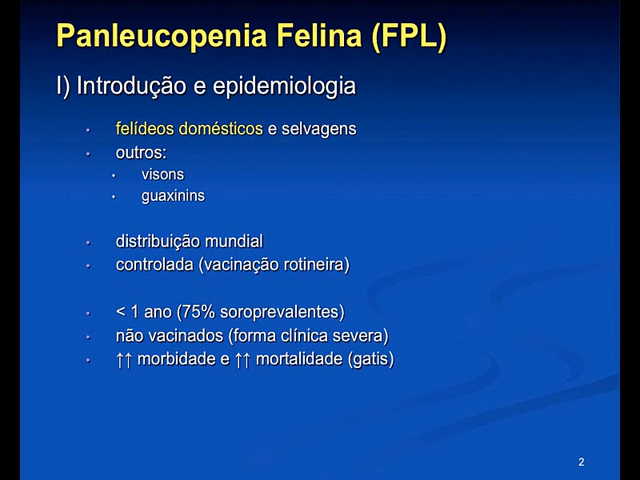 Panleucopenia Felina (FPL)
I) Introdução e epidemiologia
• felídeos domésticos e selvagens
• outros:
• visons
• guaxinins
• distribuição mundial
• controlada (vacinação rotineira)
• < 1 ano (75% soroprevalentes)
• não vacinados (forma clínica severa)
• ↑↑ morbidade e ↑↑ mortalidade (gatis)
2